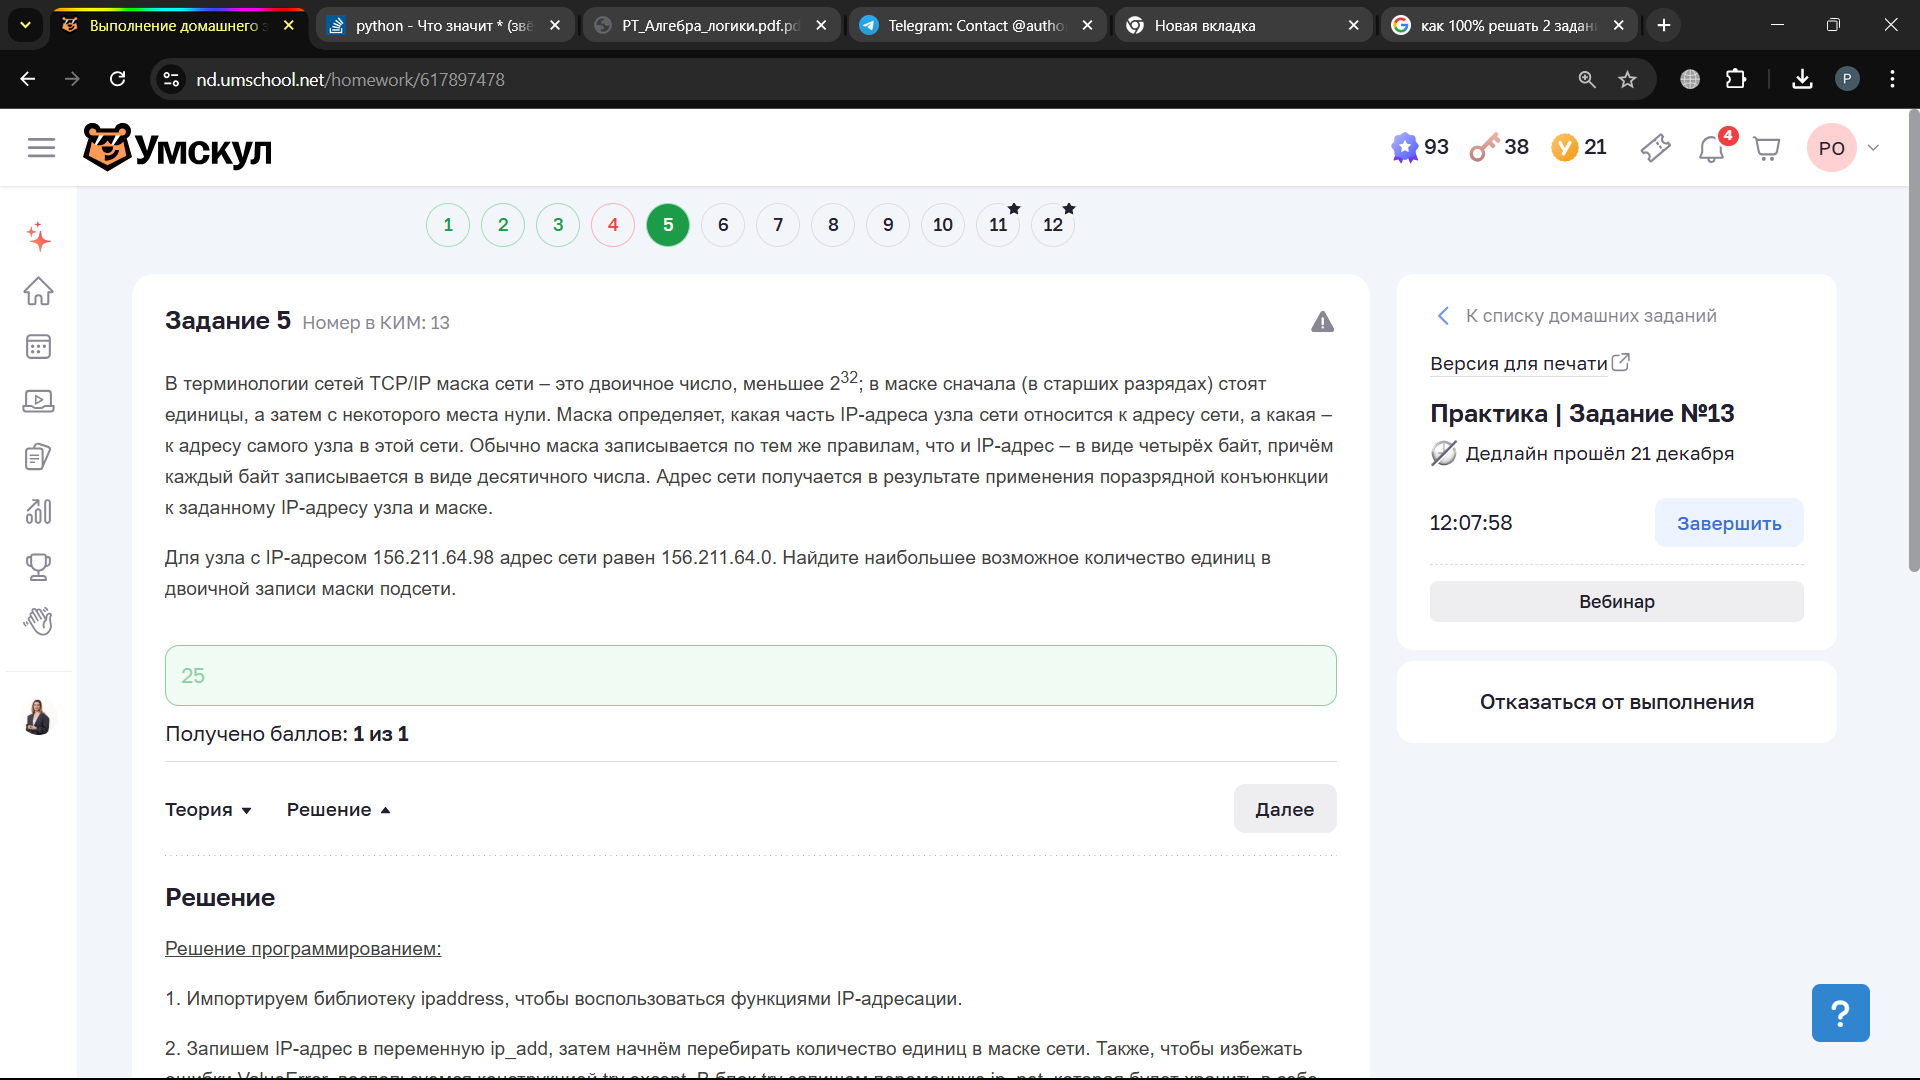 Выполнение домашнего з
python - Что значит * (звё
РТ_Алгебра_логики.pdf.pd
Telegram: Contact @autho
Новая вкладка
как 100% решать 2 задан
nd.umschool.net/homework/617897478
P
Умскул
93
38
21
4
PO
1
2
3
4
5
6
7
8
9
10
11
12
Задание 5 Номер в КИМ: 13
В терминологии сетей TCP/IP маска сети – это двоичное число, меньшее 2^32; в маске сначала (в старших разрядах) стоят
единицы, а затем с некоторого места нули. Маска определяет, какая часть IP-адреса узла сети относится к адресу сети, а какая –
к адресу самого узла в этой сети. Обычно маска записывается по тем же правилам, что и IP-адрес – в виде четырёх байт, причём
каждый байт записывается в виде десятичного числа. Адрес сети получается в результате применения поразрядной конъюнкции
к заданному IP-адресу узла и маске.
Для узла с IP-адресом 156.211.64.98 адрес сети равен 156.211.64.0. Найдите наибольшее возможное количество единиц в
двоичной записи маски подсети.
25
Получено баллов: 1 из 1
Теория
Решение
Далее
Решение
Решение программированием:
1. Импортируем библиотеку ipaddress, чтобы воспользоваться функциями IP-адресации.
2. Запишем IP-адрес в переменную ip_add, затем начнём перебирать количество единиц в маске сети. Также, чтобы избежать
К списку домашних заданий
Версия для печати
Практика | Задание №13
Дедлайн прошёл 21 декабря
12:07:58
Завершить
Вебинар
Отказаться от выполнения
?